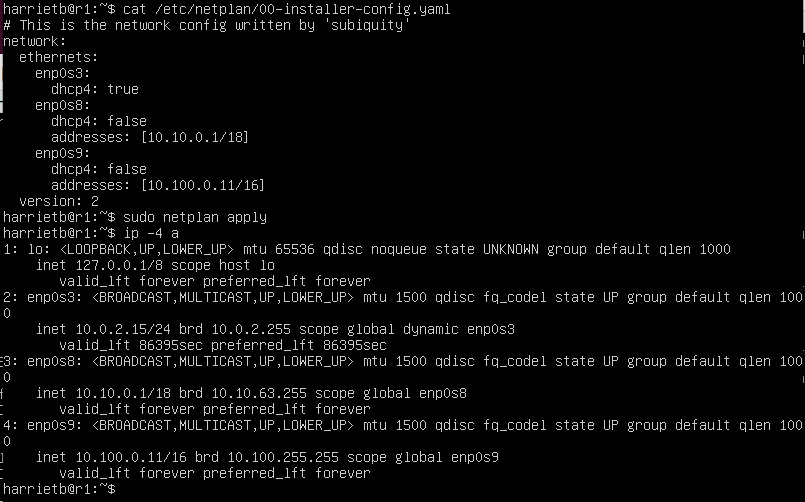 harrietb@r1:~$ cat /etc/netplan/00-installer-config.yaml
# This is the network config written by 'subiquity'
network:
  ethernets:
    enp0s3:
      dhcp4: true
    enp0s8:
      dhcp4: false
      addresses: [10.10.0.1/18]
    enp0s9:
      dhcp4: false
      addresses: [10.100.0.11/16]
  version: 2
harrietb@r1:~$ sudo netplan apply
harrietb@r1:~$ ip -4 a
1: lo: <LOOPBACK,UP,LOWER_UP> mtu 65536 qdisc noqueue state UNKNOWN group default qlen 1000
    inet 127.0.0.1/8 scope host lo
       valid_lft forever preferred_lft forever
2: enp0s3: <BROADCAST,MULTICAST,UP,LOWER_UP> mtu 1500 qdisc fq_codel state UP group default qlen 100
0
    inet 10.0.2.15/24 brd 10.0.2.255 scope global dynamic enp0s3
       valid_lft 86395sec preferred_lft 86395sec
3: enp0s8: <BROADCAST,MULTICAST,UP,LOWER_UP> mtu 1500 qdisc fq_codel state UP group default qlen 100
0
    inet 10.10.0.1/18 brd 10.10.63.255 scope global enp0s8
       valid_lft forever preferred_lft forever
4: enp0s9: <BROADCAST,MULTICAST,UP,LOWER_UP> mtu 1500 qdisc fq_codel state UP group default qlen 100
0
    inet 10.100.0.11/16 brd 10.100.255.255 scope global enp0s9
       valid_lft forever preferred_lft forever
harrietb@r1:~$